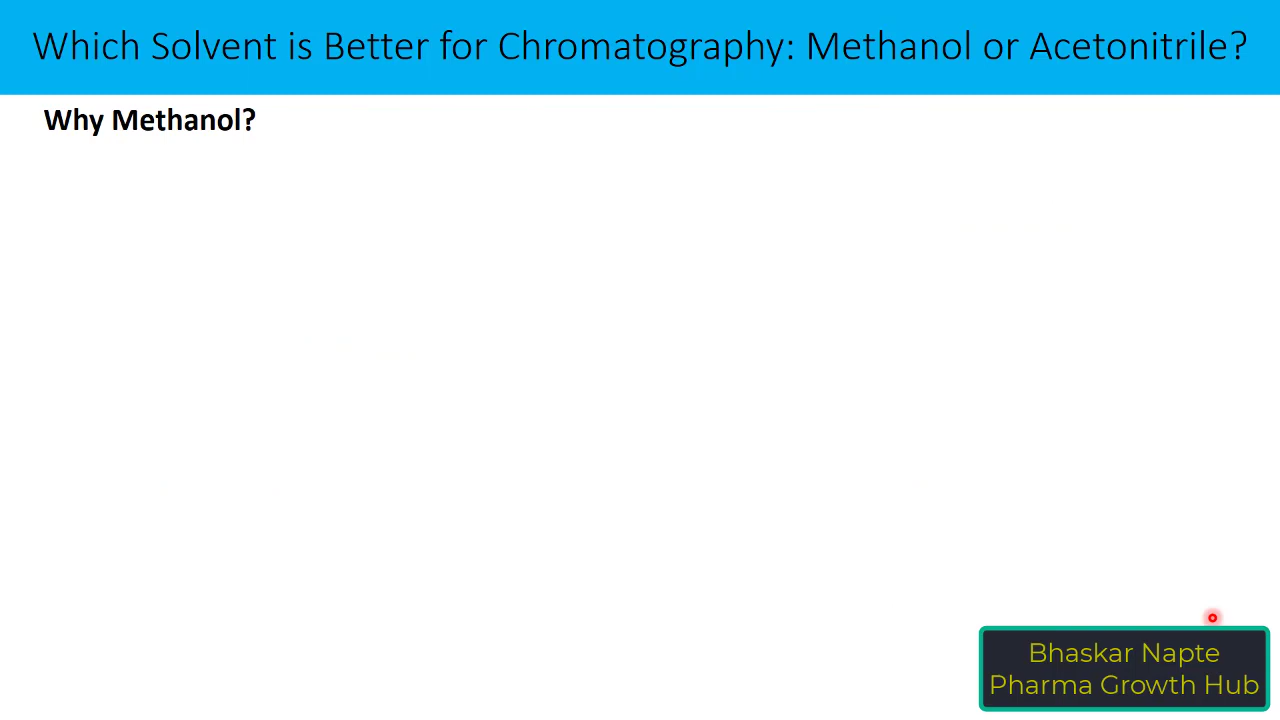 Which Solvent is Better for Chromatography: Methanol or Acetonitrile?
Why Methanol?
Bhaskar Napte
Pharma Growth Hub